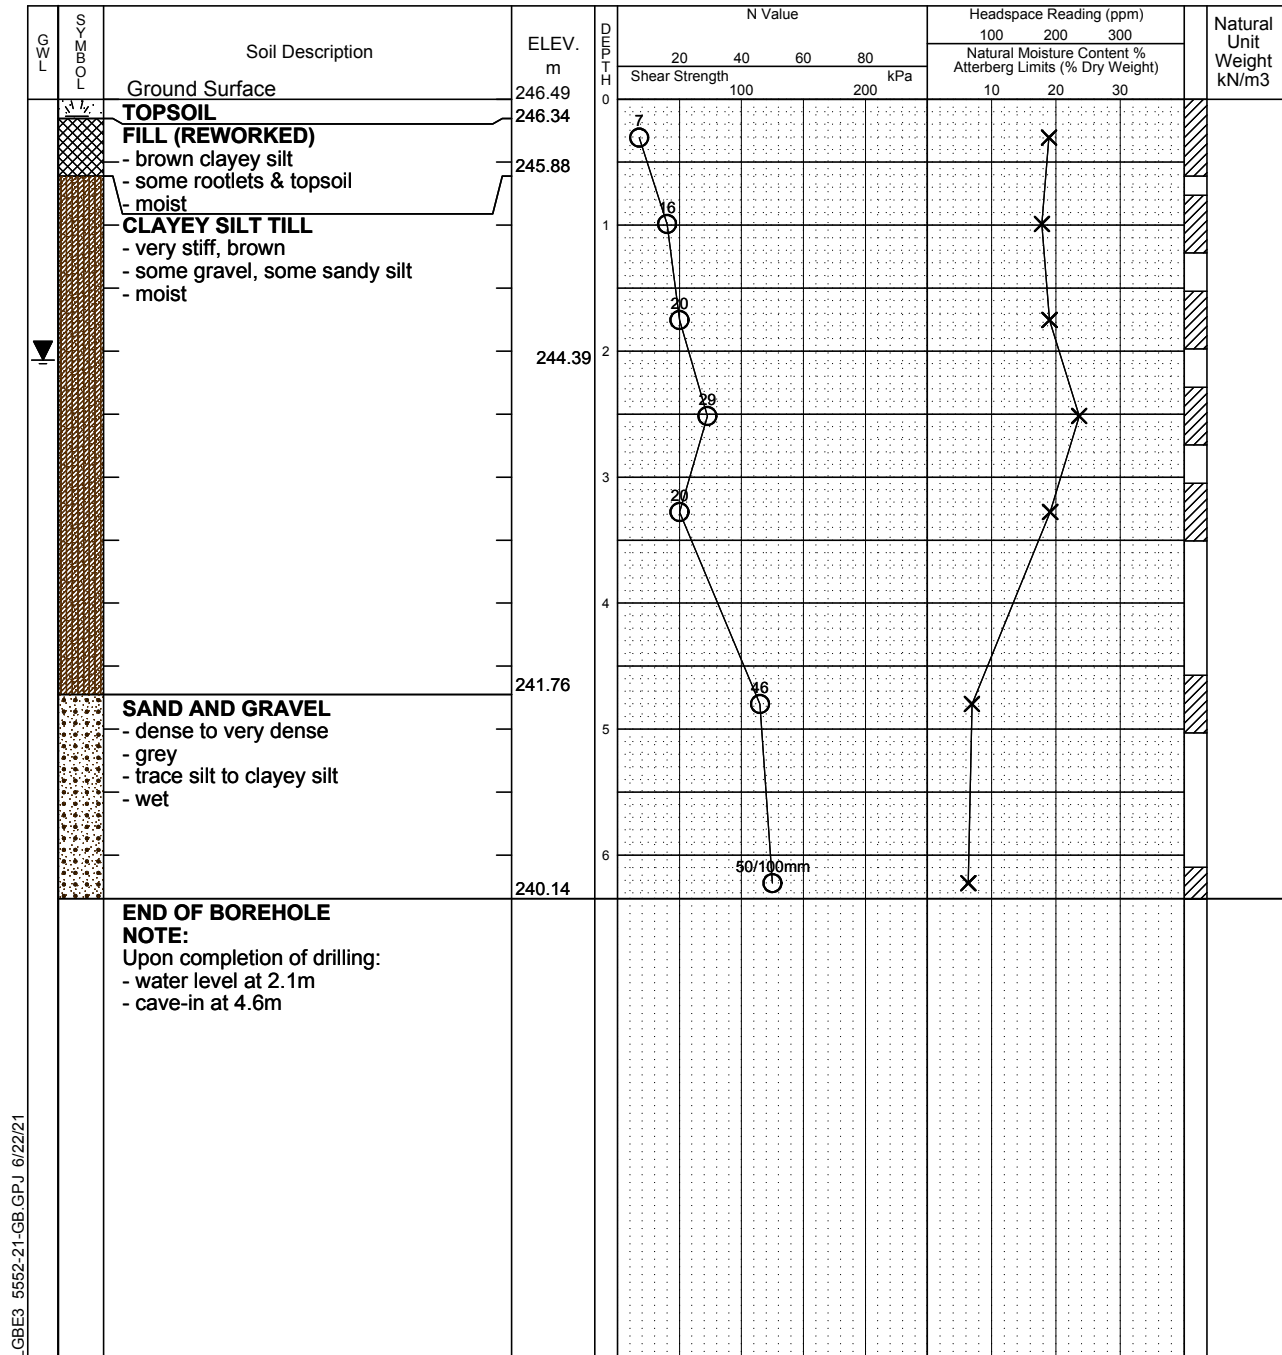 GWL
SYMBOL
Soil Description
Ground Surface
ELEV.
m
246.49
DEPTH
N Value
20 40 60 80
Shear Strength kPa
100 200
Headspace Reading (ppm)
100 200 300
Natural Moisture Content %
Atterberg Limits (% Dry Weight)
10 20 30
Natural
Unit
Weight
kN/m3
0
TOPSOIL
246.34
FILL (REWORKED)
- brown clayey silt
245.88
- some rootlets & topsoil
- moist
7
CLAYEY SILT TILL
- very stiff, brown
- some gravel, some sandy silt
- moist
16
1
20
2
244.39
29
3
20
4
241.76
46
SAND AND GRAVEL
- dense to very dense
- grey
- trace silt to clayey silt
- wet
5
6
50/100mm
240.14
END OF BOREHOLE
NOTE:
Upon completion of drilling:
- water level at 2.1m
- cave-in at 4.6m
GBE3 5552-21-GB.GPJ 6/22/21